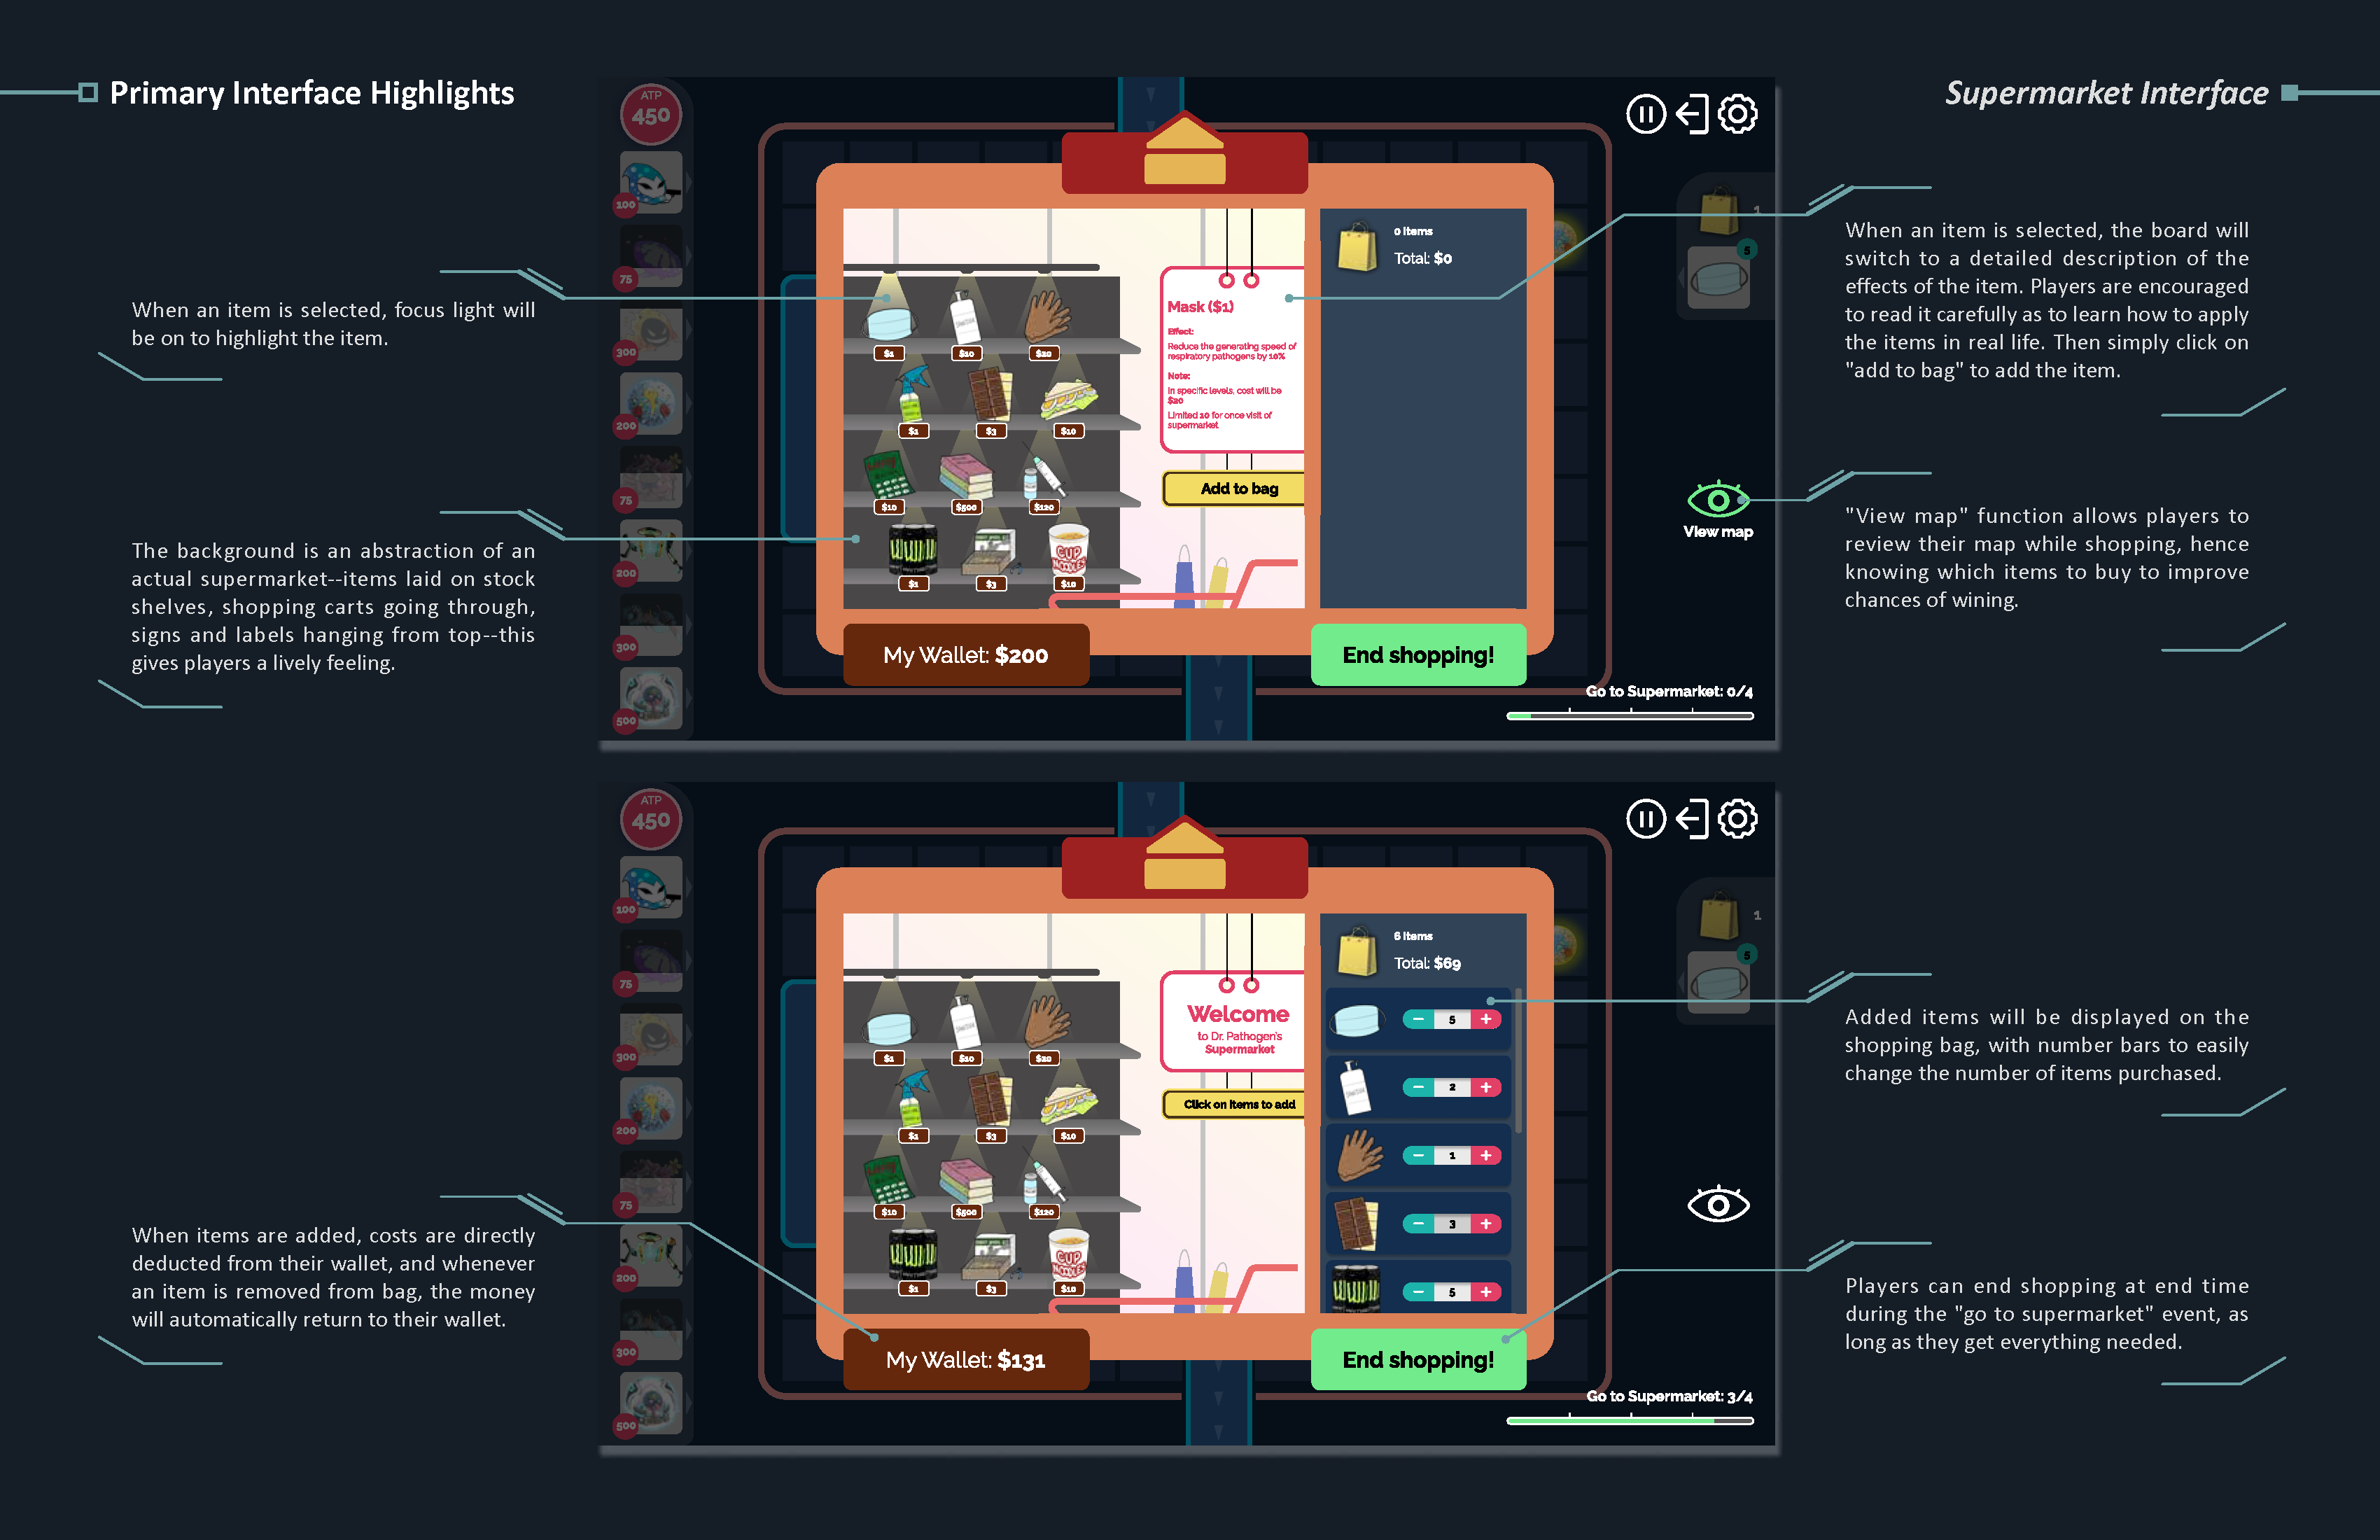 Primary Interface Highlights
Supermarket Interface
When an item is selected, focus light will
be on to highlight the item.
The background is an abstraction of an
actual supermarket--items laid on stock
shelves, shopping carts going through,
signs and labels hanging from top--this
gives players a lively feeling.
ATP
450
100
75
300
200
75
200
300
500
$1
$10
$20
$1
$3
$10
$10
$500
$120
$1
$3
$10
CUP
NOODLES
Mask ($1)
Effect:
Reduce the generating speed of
respiratory pathogens by 10%
Note:
In specific levels, cost will be
$20
Limited 10 for once visit of
supermarket
Add to bag
0 Items
Total: $0
My Wallet: $200
End shopping!
1
5
View map
Go to Supermarket: 0/4
When an item is selected, the board will
switch to a detailed description of the
effects of the item. Players are encouraged
to read it carefully as to learn how to apply
the items in real life. Then simply click on
"add to bag" to add the item.
"View map" function allows players to
review their map while shopping, hence
knowing which items to buy to improve
chances of wining.
When items are added, costs are directly
deducted from their wallet, and whenever
an item is removed from bag, the money
will automatically return to their wallet.
ATP
450
100
75
300
200
75
200
300
500
$1
$10
$20
$1
$3
$10
$10
$500
$120
$1
$3
$10
CUP
NOODLES
Welcome
to Dr. Pathogen's
Supermarket
Click on items to add
6 Items
Total: $69
5
2
1
3
5
My Wallet: $131
End shopping!
1
5
Go to Supermarket: 3/4
Added items will be displayed on the
shopping bag, with number bars to easily
change the number of items purchased.
Players can end shopping at end time
during the "go to supermarket" event, as
long as they get everything needed.